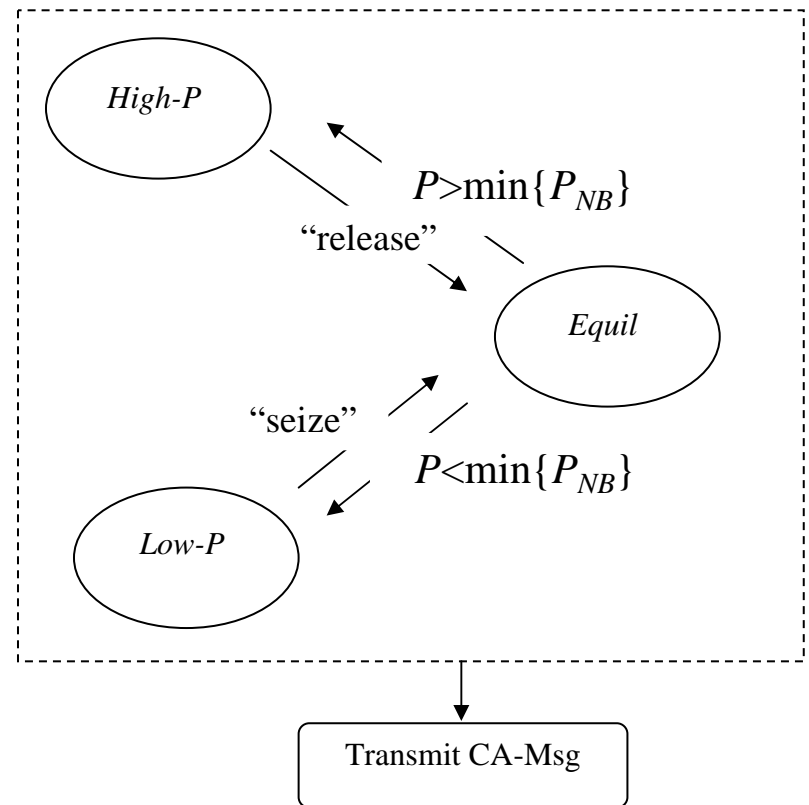 High-P
P>min{P_NB}
“release”
Equil
“seize”
P<min{P_NB}
Low-P
Transmit CA-Msg